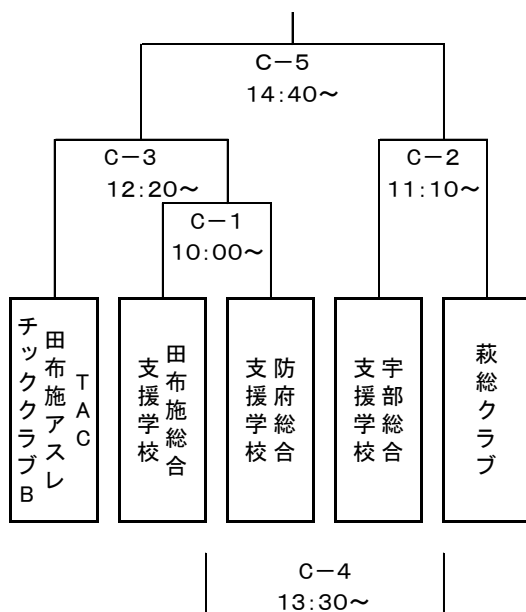 C－5
14:40～
C－3
12:20～
C－2
11:10～
C－1
10:00～
TAC
田布施アスレ
チッククラブB
田布施総合
支援学校
防府総合
支援学校
宇部総合
支援学校
萩総クラブ
C－4
13:30～